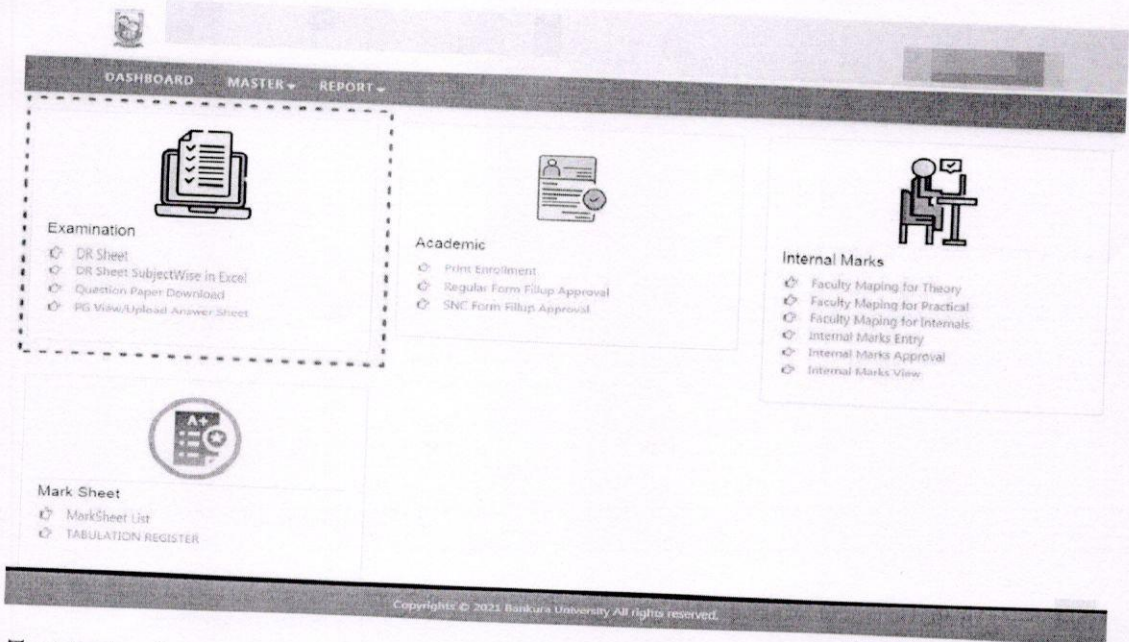 DASHBOARD MASTER REPORT
Examination
DR Sheet
DR Sheet SubjectWise in Excel
Question Paper Download
PG View/Upload Answer Sheet
Academic
Print Enrollment
Regular Form Fillup Approval
SNC Form Fillup Approval
Internal Marks
Faculty Maping for Theory
Faculty Maping for Practical
Faculty Maping for Internals
Internal Marks Entry
Internal Marks Approval
Internal Marks View
A+
Mark Sheet
MarkSheet List
TABULATION REGISTER
Copyrights © 2021 Bankura University All rights reserved.